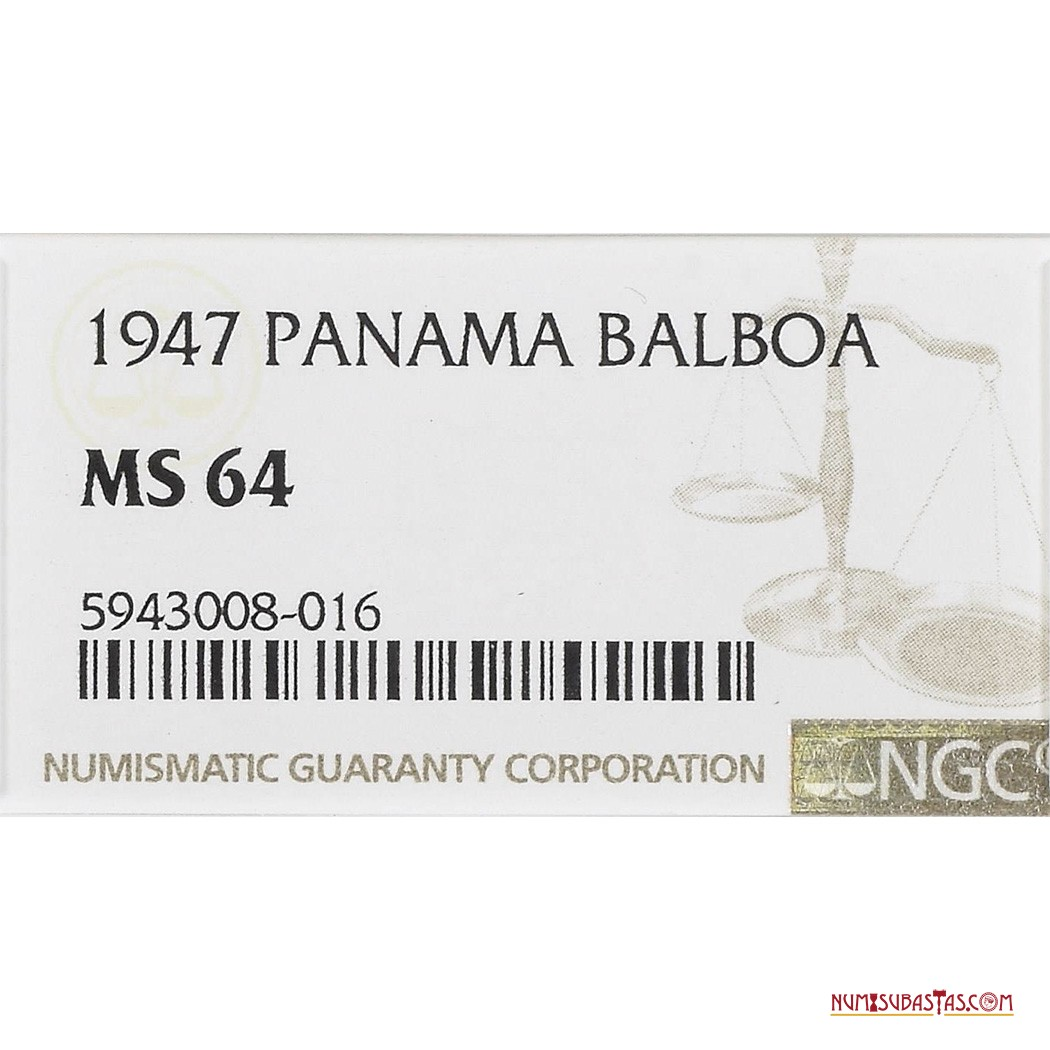 1947 PANAMA BALBOA
MS 64
5943008-016
NUMISMATIC GUARANTY CORPORATION
NGC
NUMISUBASTAS.COM